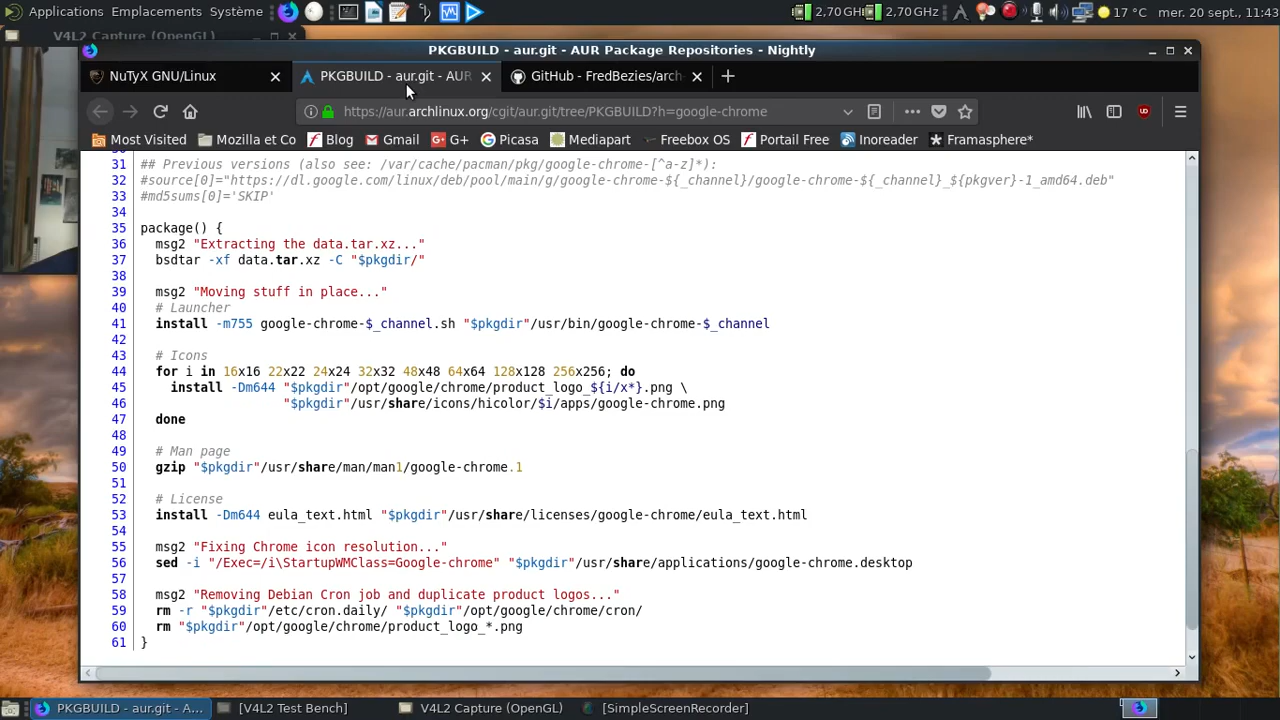 Applications Emplacements Système 2,70 GHz 2,70 GHz 17 °C mer. 20 sept., 11:43
V4L2 Capture (OpenGL)
PKGBUILD - aur.git - AUR Package Repositories - Nightly
NuTyX GNU/Linux PKGBUILD - aur.git - AUR GitHub - FredBezies/arch-
https://aur.archlinux.org/cgit/aur.git/tree/PKGBUILD?h=google-chrome
Most Visited Mozilla et Co Blog Gmail G+ Picasa Mediapart Freebox OS Portail Free Inoreader Framasphere*
31 ## Previous versions (also see: /var/cache/pacman/pkg/google-chrome-[^a-z]*):
32 #source[0]="https://dl.google.com/linux/deb/pool/main/g/google-chrome-${_channel}/google-chrome-${_channel}_${pkgver}-1_amd64.deb"
33 #md5sums[0]='SKIP'
34
35 package() {
36 msg2 "Extracting the data.tar.xz..."
37 bsdtar -xf data.tar.xz -C "$pkgdir/"
38
39 msg2 "Moving stuff in place..."
40 # Launcher
41 install -m755 google-chrome-$_channel.sh "$pkgdir"/usr/bin/google-chrome-$_channel
42
43 # Icons
44 for i in 16x16 22x22 24x24 32x32 48x48 64x64 128x128 256x256; do
45 install -Dm644 "$pkgdir"/opt/google/chrome/product_logo_${i/x*}.png \
46 "$pkgdir"/usr/share/icons/hicolor/$i/apps/google-chrome.png
47 done
48
49 # Man page
50 gzip "$pkgdir"/usr/share/man/man1/google-chrome.1
51
52 # License
53 install -Dm644 eula_text.html "$pkgdir"/usr/share/licenses/google-chrome/eula_text.html
54
55 msg2 "Fixing Chrome icon resolution..."
56 sed -i "/Exec=/i\StartupWMClass=Google-chrome" "$pkgdir"/usr/share/applications/google-chrome.desktop
57
58 msg2 "Removing Debian Cron job and duplicate product logos..."
59 rm -r "$pkgdir"/etc/cron.daily/ "$pkgdir"/opt/google/chrome/cron/
60 rm "$pkgdir"/opt/google/chrome/product_logo_*.png
61 }
PKGBUILD - aur.git - A... [V4L2 Test Bench] V4L2 Capture (OpenGL) [SimpleScreenRecorder]